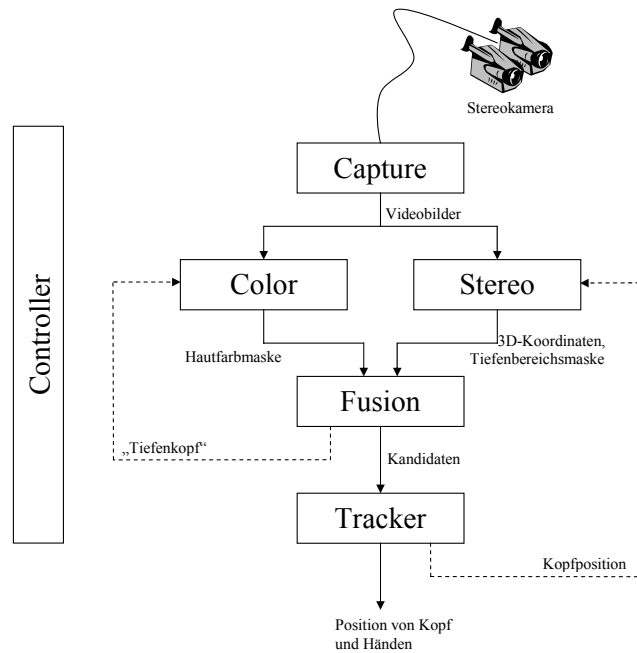 Stereokamera
Capture
Videobilder
Controller
Color
Stereo
Hautfarbmaske
3D-Koordinaten,
Tiefenbereichsmaske
Fusion
„Tiefenkopf“
Kandidaten
Tracker
Kopfposition
Position von Kopf
und Händen